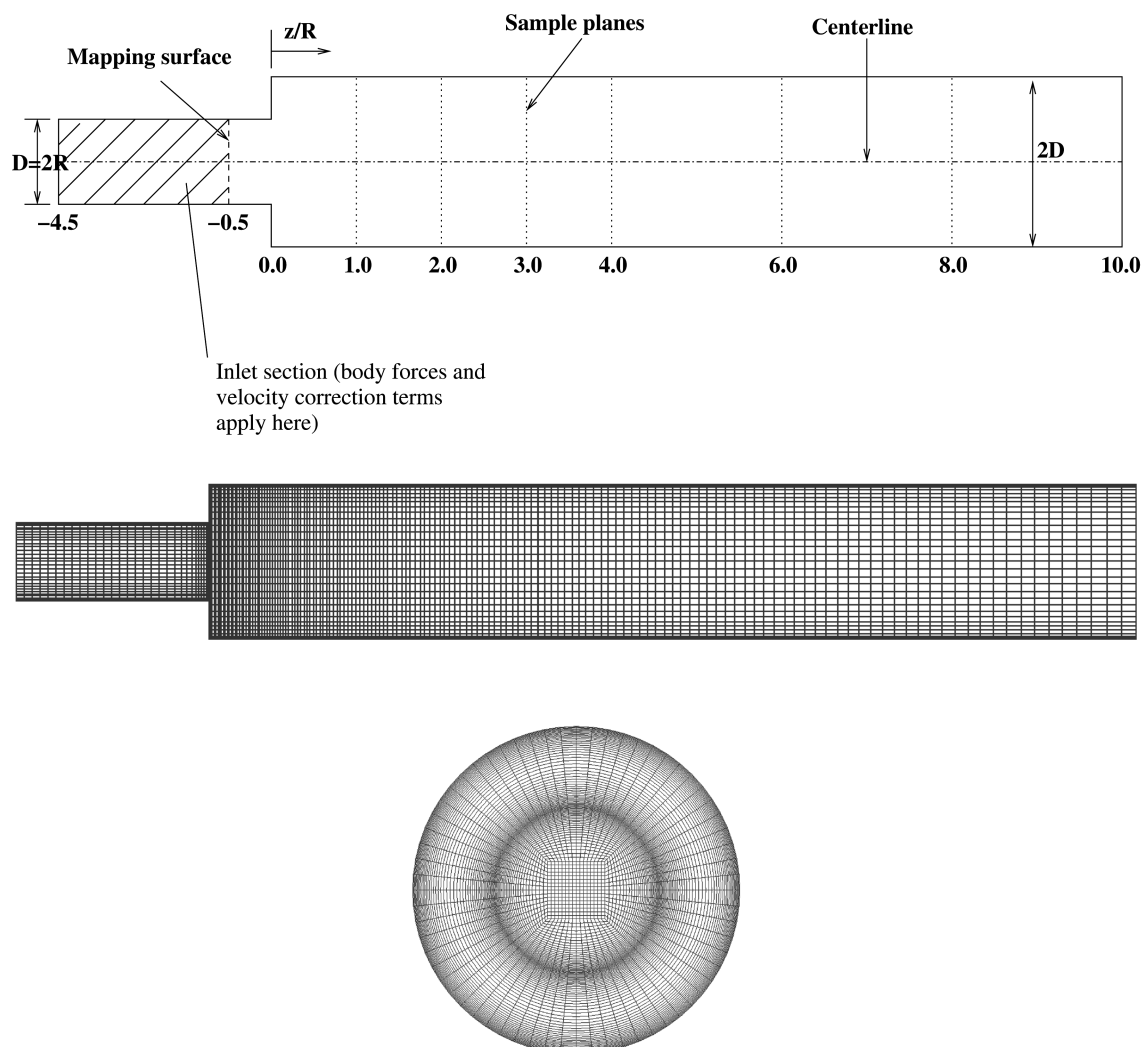 Sample planes
Centerline
z/R
Mapping surface
D=2R
2D
−4.5
−0.5
0.0
1.0
2.0
3.0
4.0
6.0
8.0
10.0
Inlet section (body forces and
velocity correction terms
apply here)